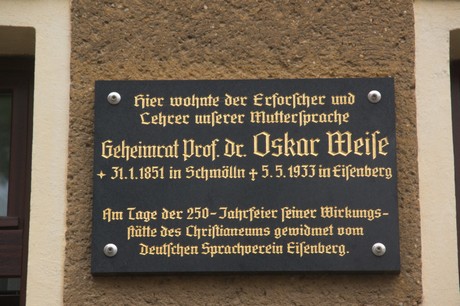 Hier wohnte der Erforscher und
Lehrer unserer Muttersprache
Geheimrat Prof. Dr. Oskar Weise
+ 31.1.1851 in Schmölln + 5.5.1933 in Eisenberg
Am Tage der 250-Jahrfeier seiner Wirkungs-
stätte des Christianeums gewidmet vom
Deutschen Sprachverein Eisenberg.